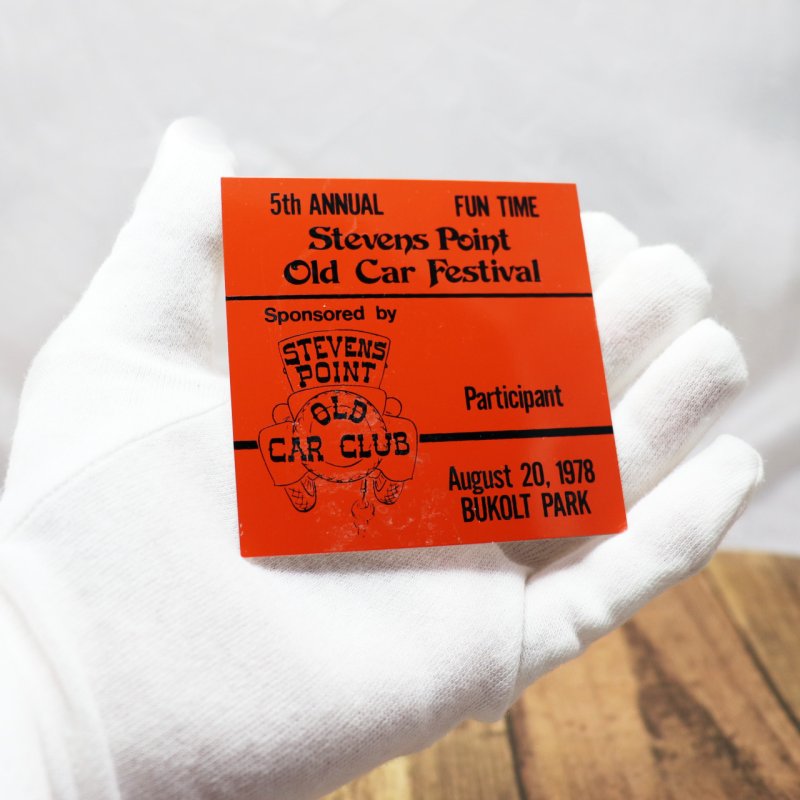 5th ANNUAL FUN TIME
Stevens Point
Old Car Festival
Sponsored by
STEVENS
POINT
OLD
CAR CLUB
Participant
August 20, 1978
BUKOLT PARK